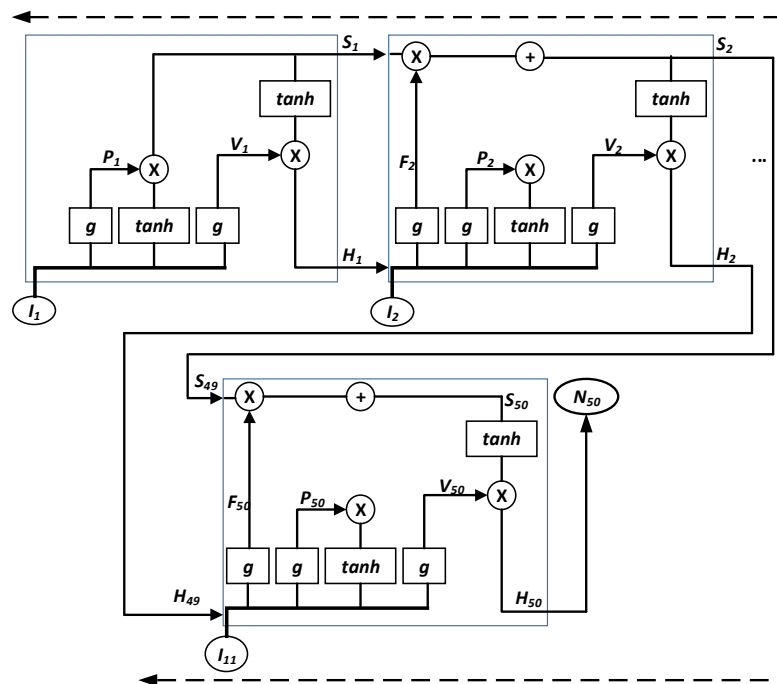 S1
S2
X
X
+
tanh
tanh
P1
V1
F2
P2
V2
...
X
X
X
X
g
tanh
g
g
g
tanh
g
H1
H2
I1
I2
S49
S50
N50
X
+
tanh
F50
P50
V50
X
X
g
g
tanh
g
H49
H50
I11